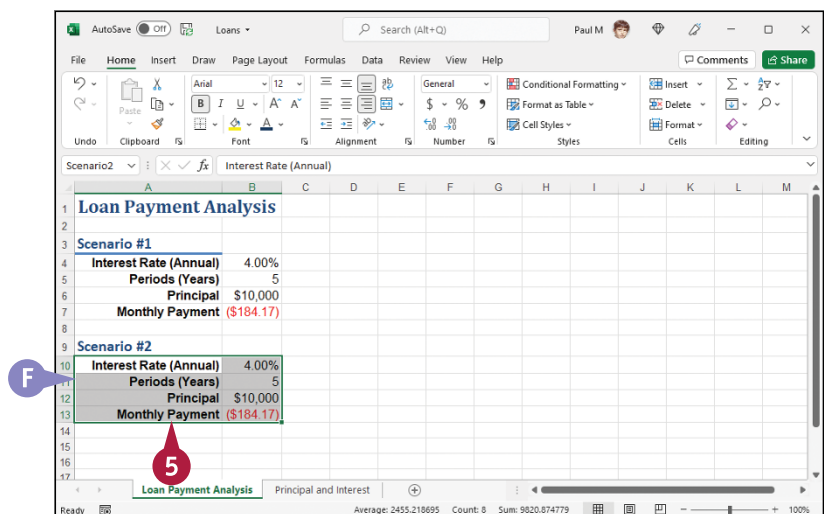 AutoSave Off Loans Search (Alt+Q) Paul M
File Home Insert Draw Page Layout Formulas Data Review View Help Comments Share
Arial 12 General Conditional Formatting Insert
Paste B I U A A $ % Format as Table Delete
Cell Styles Format
Undo Clipboard Font Alignment Number Styles Cells Editing
Scenario2 fx Interest Rate (Annual)
A B C D E F G H I J K L M
1 Loan Payment Analysis
2
3 Scenario #1
4 Interest Rate (Annual) 4.00%
5 Periods (Years) 5
6 Principal $10,000
7 Monthly Payment ($184.17)
8
9 Scenario #2
10 Interest Rate (Annual) 4.00%
F
11 Periods (Years) 5
12 Principal $10,000
13 Monthly Payment ($184.17)
14
15
16
5
17
Loan Payment Analysis Principal and Interest
Ready Average: 2455.218695 Count: 8 Sum: 9820.874779 100%